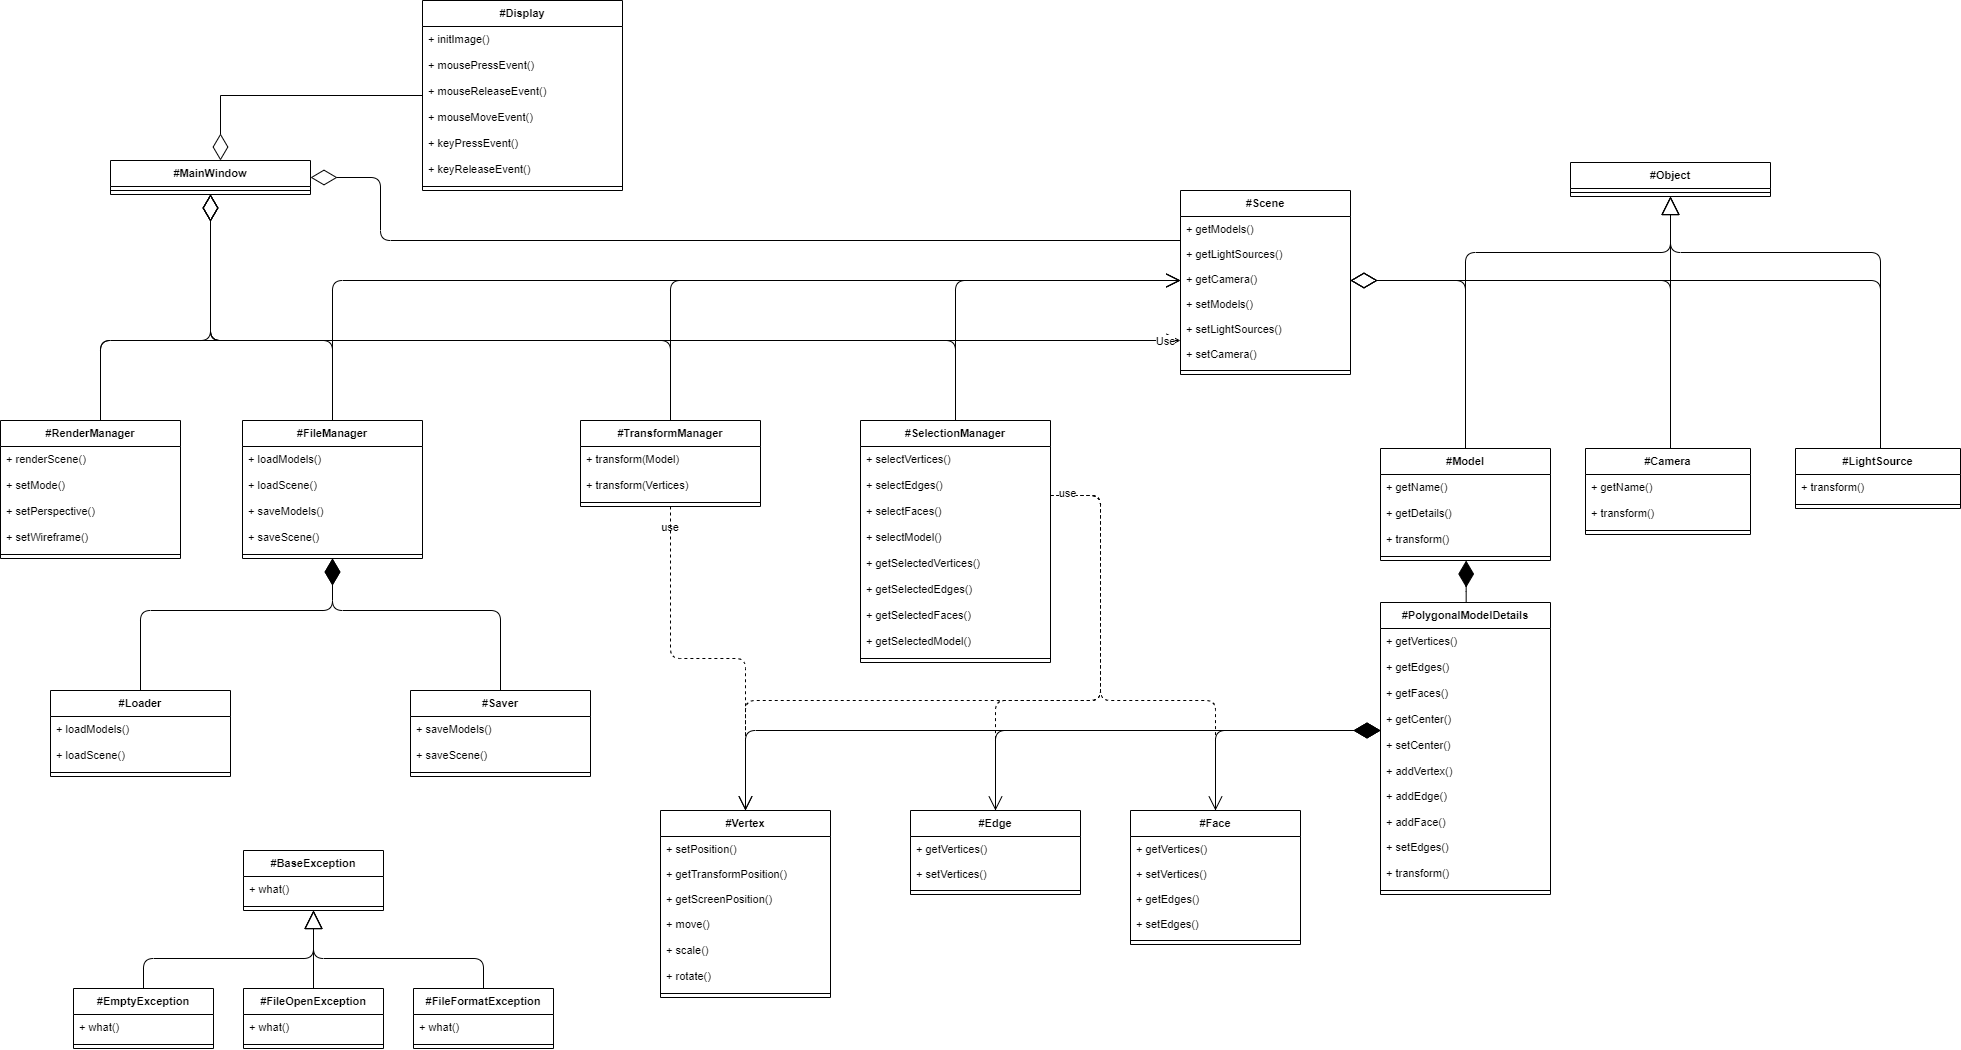 #Display
+ initImage()
+ mousePressEvent()
+ mouseReleaseEvent()
+ mouseMoveEvent()
+ keyPressEvent()
+ keyReleaseEvent()
#MainWindow
#Object
#Scene
+ getModels()
+ getLightSources()
+ getCamera()
+ setModels()
+ setLightSources()
+ setCamera()
Use
#RenderManager
+ renderScene()
+ setMode()
+ setPerspective()
+ setWireframe()
#FileManager
+ loadModels()
+ loadScene()
+ saveModels()
+ saveScene()
#TransformManager
+ transform(Model)
+ transform(Vertices)
use
#SelectionManager
+ selectVertices()
+ selectEdges()
+ selectFaces()
+ selectModel()
+ getSelectedVertices()
+ getSelectedEdges()
+ getSelectedFaces()
+ getSelectedModel()
use
#Model
+ getName()
+ getDetails()
+ transform()
#Camera
+ getName()
+ transform()
#LightSource
+ transform()
#PolygonalModelDetails
+ getVertices()
+ getEdges()
+ getFaces()
+ getCenter()
+ setCenter()
+ addVertex()
+ addEdge()
+ addFace()
+ setEdges()
+ transform()
#Loader
+ loadModels()
+ loadScene()
#Saver
+ saveModels()
+ saveScene()
#Vertex
+ setPosition()
+ getTransformPosition()
+ getScreenPosition()
+ move()
+ scale()
+ rotate()
#Edge
+ getVertices()
+ setVertices()
#Face
+ getVertices()
+ setVertices()
+ getEdges()
+ setEdges()
#BaseException
+ what()
#EmptyException
+ what()
#FileOpenException
+ what()
#FileFormatException
+ what()